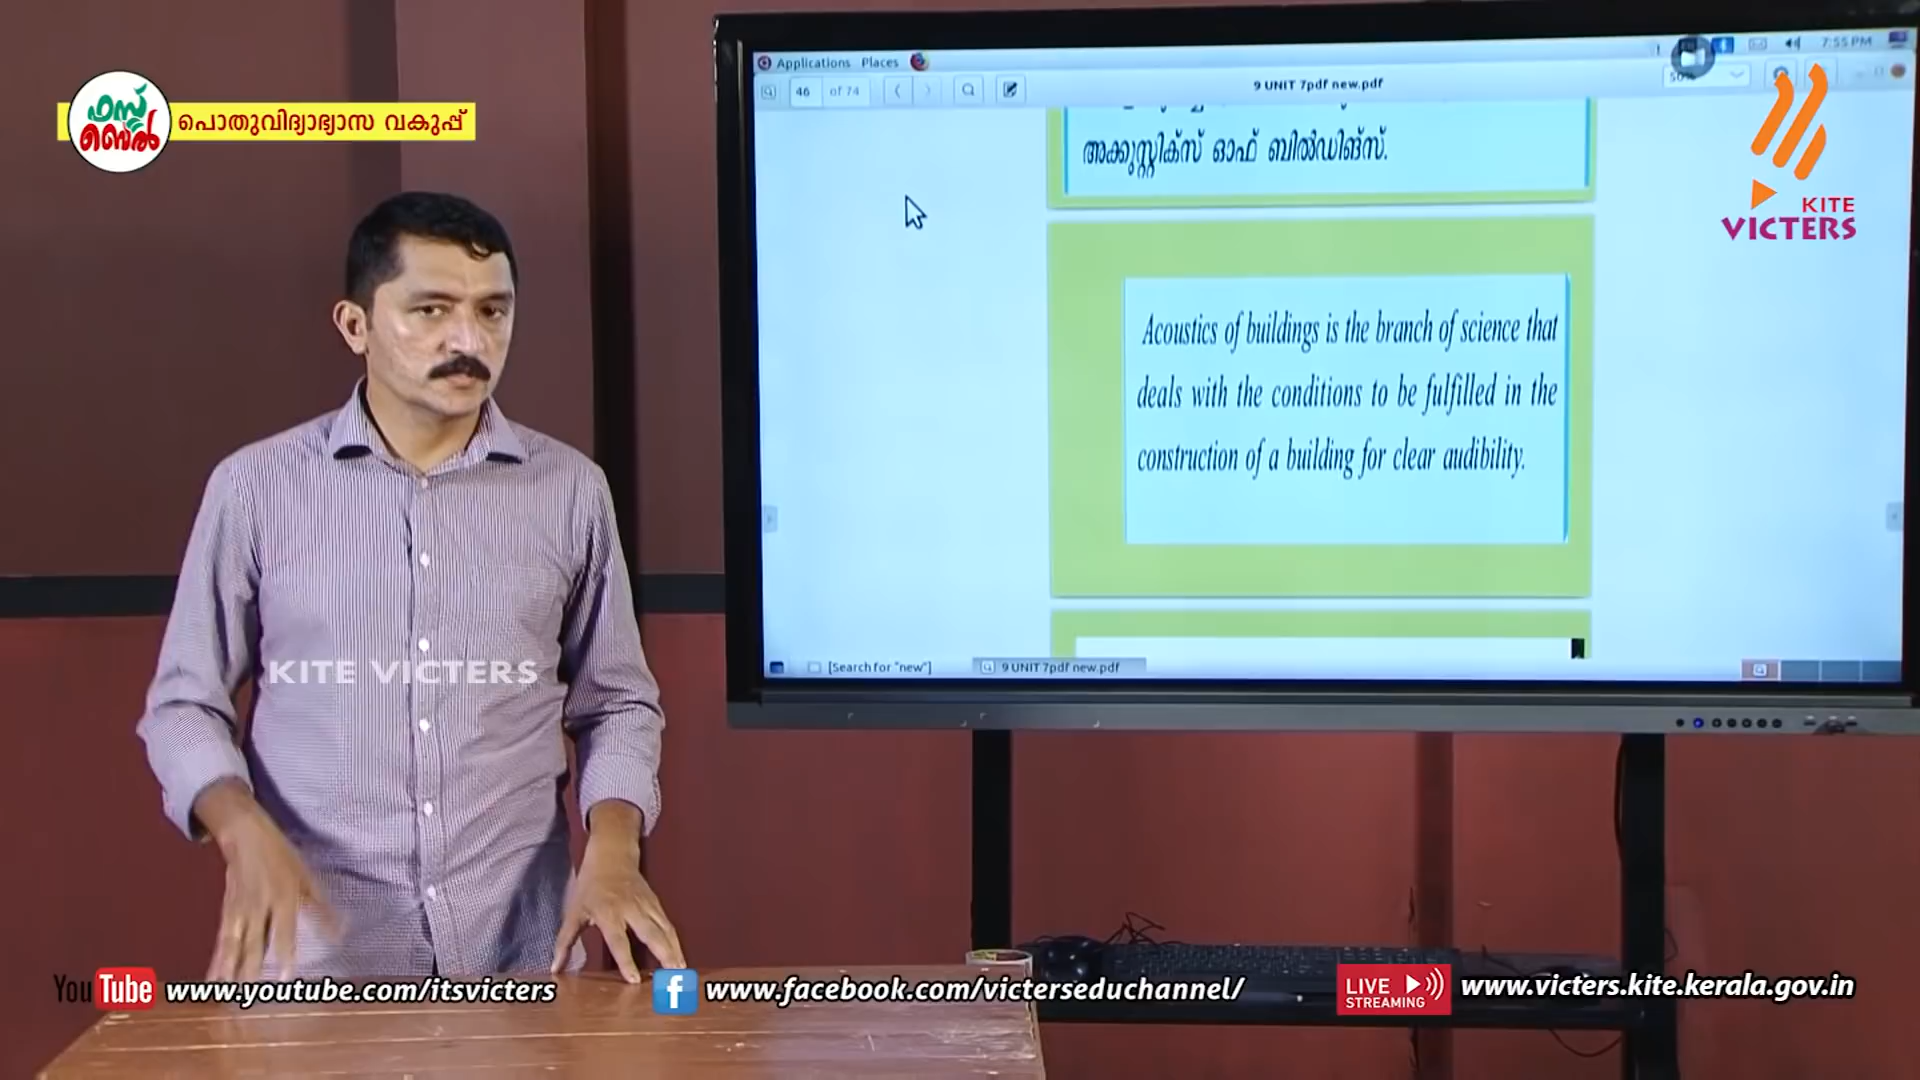 ഫസ്റ്റ്
ബെൽ
പൊതുവിദ്യാഭ്യാസ വകുപ്പ്
Applications Places
7:55 PM
46 of 74
9 UNIT 7pdf new.pdf
50%
അക്കുസ്റ്റിക്സ് ഓഫ് ബിൽഡിങ്സ്.
KITE
VICTERS
Acoustics of buildings is the branch of science that
deals with the conditions to be fulfilled in the
construction of a building for clear audibility.
[Search for "new"]
9 UNIT 7pdf new.pdf
KITE VICTERS
You Tube www.youtube.com/itsvicters
f www.facebook.com/victerseduchannel/
LIVE
STREAMING
www.victers.kite.kerala.gov.in